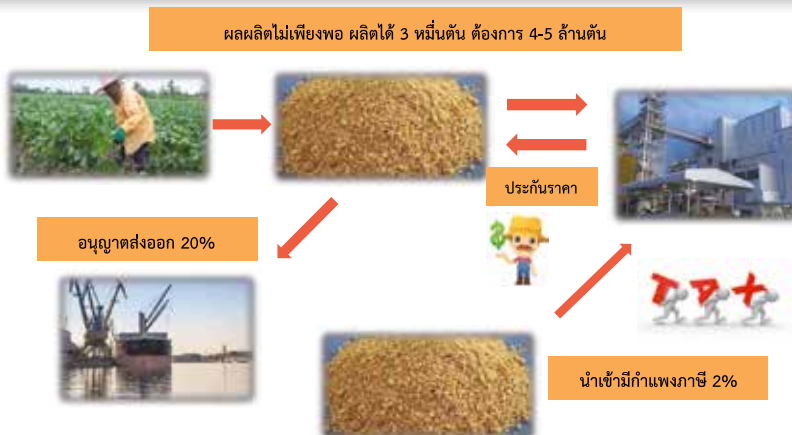 ผลผลิตไม่เพียงพอ ผลิตได้ 3 หมื่นตัน ต้องการ 4-5 ล้านตัน
ประกันราคา
อนุญาตส่งออก 20%
TAX
นำเข้ามีกำแพงภาษี 2%